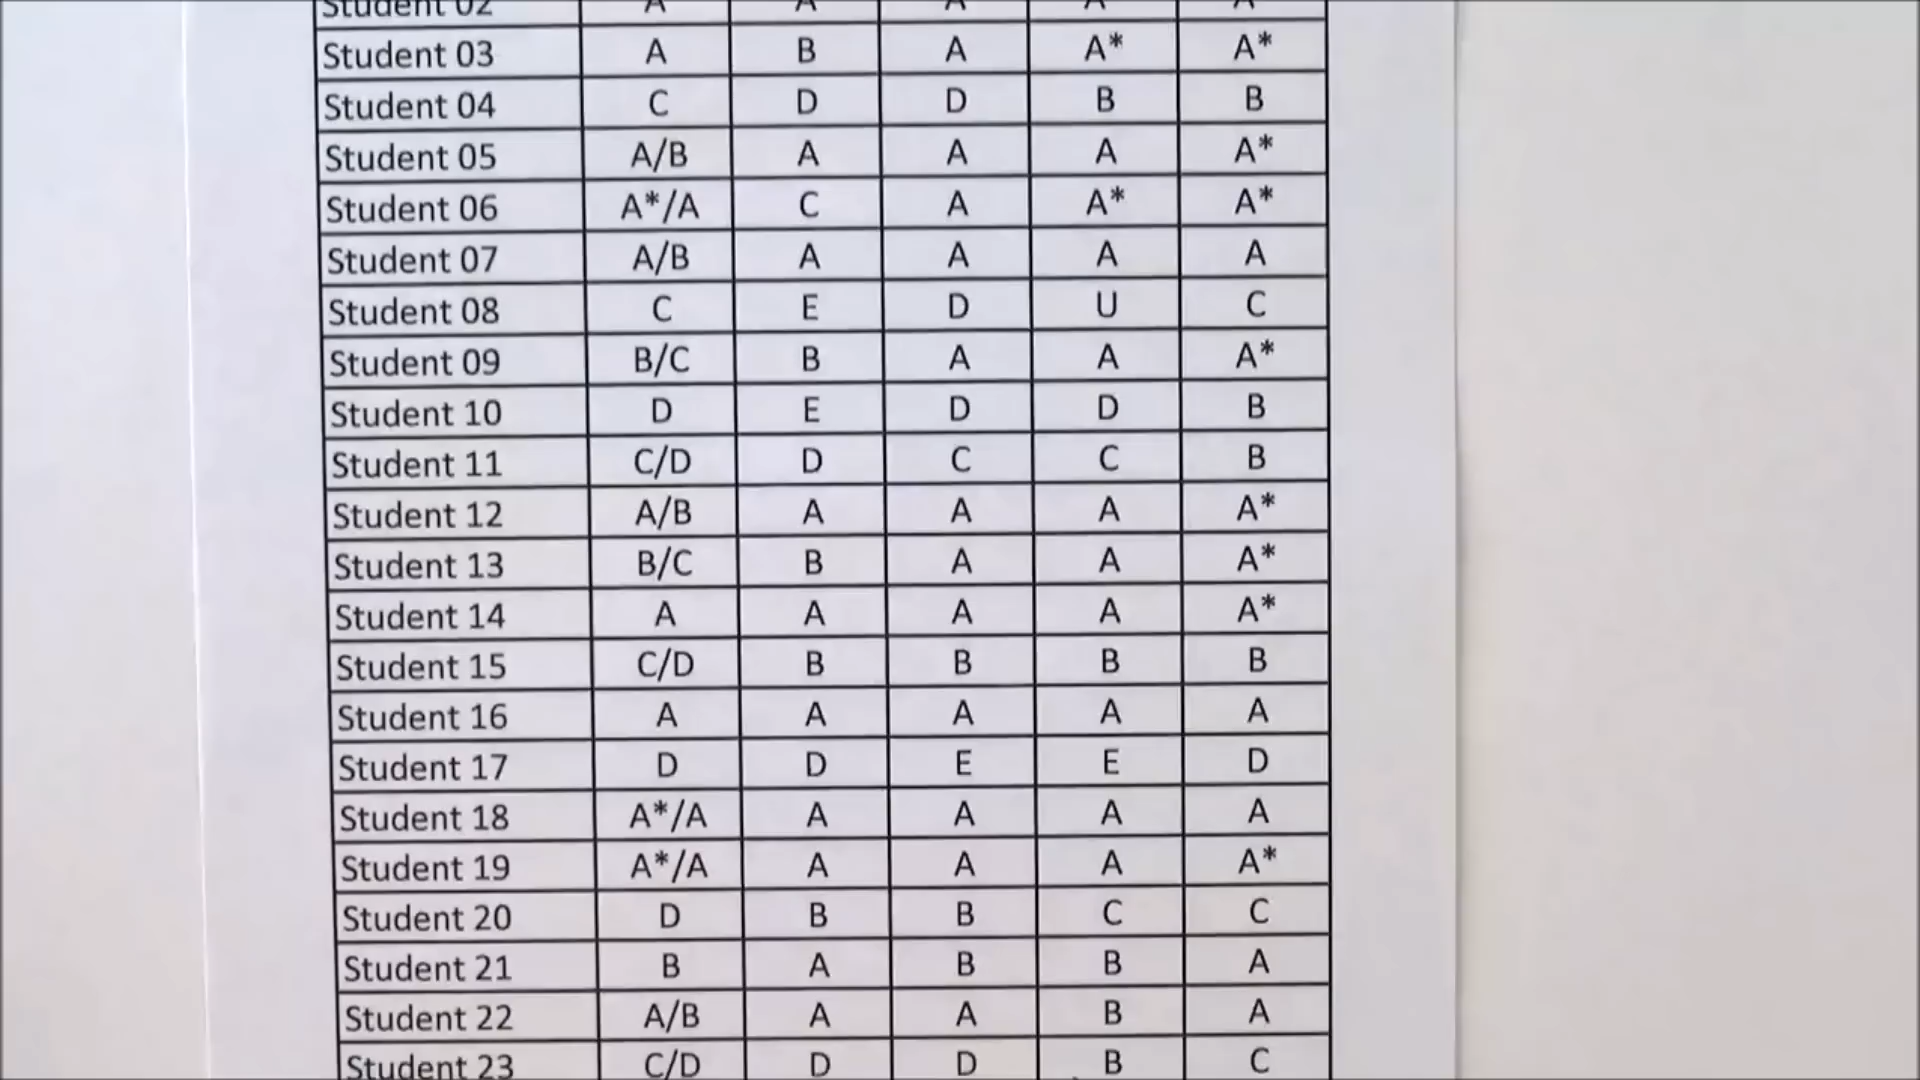 Student 02 A A A A A
Student 03 A B A A* A*
Student 04 C D D B B
Student 05 A/B A A A A*
Student 06 A*/A C A A* A*
Student 07 A/B A A A A
Student 08 C E D U C
Student 09 B/C B A A A*
Student 10 D E D D B
Student 11 C/D D C C B
Student 12 A/B A A A A*
Student 13 B/C B A A A*
Student 14 A A A A A*
Student 15 C/D B B B B
Student 16 A A A A A
Student 17 D D E E D
Student 18 A*/A A A A A
Student 19 A*/A A A A A*
Student 20 D B B C C
Student 21 B A B B A
Student 22 A/B A A B A
Student 23 C/D D D B C